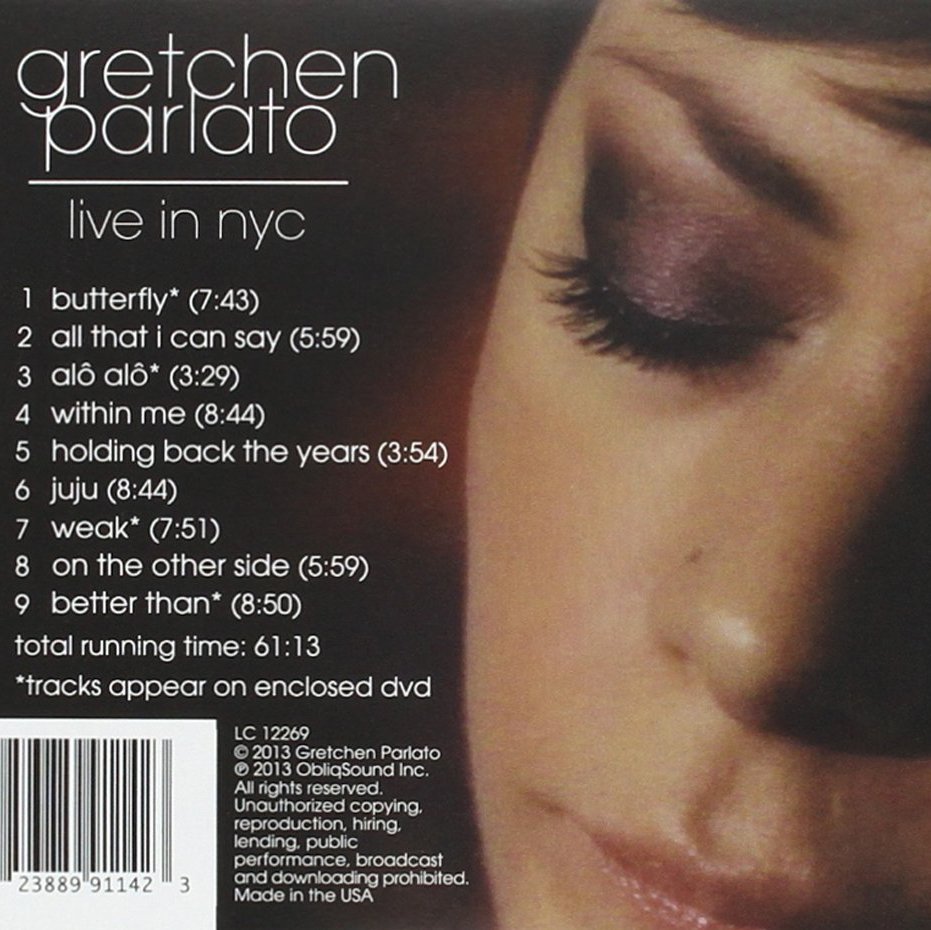 gretchen
parlato
live in nyc
1 butterfly* (7:43)
2 all that i can say (5:59)
3 alô alô* (3:29)
4 within me (8:44)
5 holding back the years (3:54)
6 juju (8:44)
7 weak* (7:51)
8 on the other side (5:59)
9 better than* (8:50)
total running time: 61:13
*tracks appear on enclosed dvd
LC 12269
© 2013 Gretchen Parlato
℗ 2013 ObliqSound Inc.
All rights reserved.
Unauthorized copying,
reproduction, hiring,
lending, public
performance, broadcast
and downloading prohibited.
Made in the USA
23889 91142 3